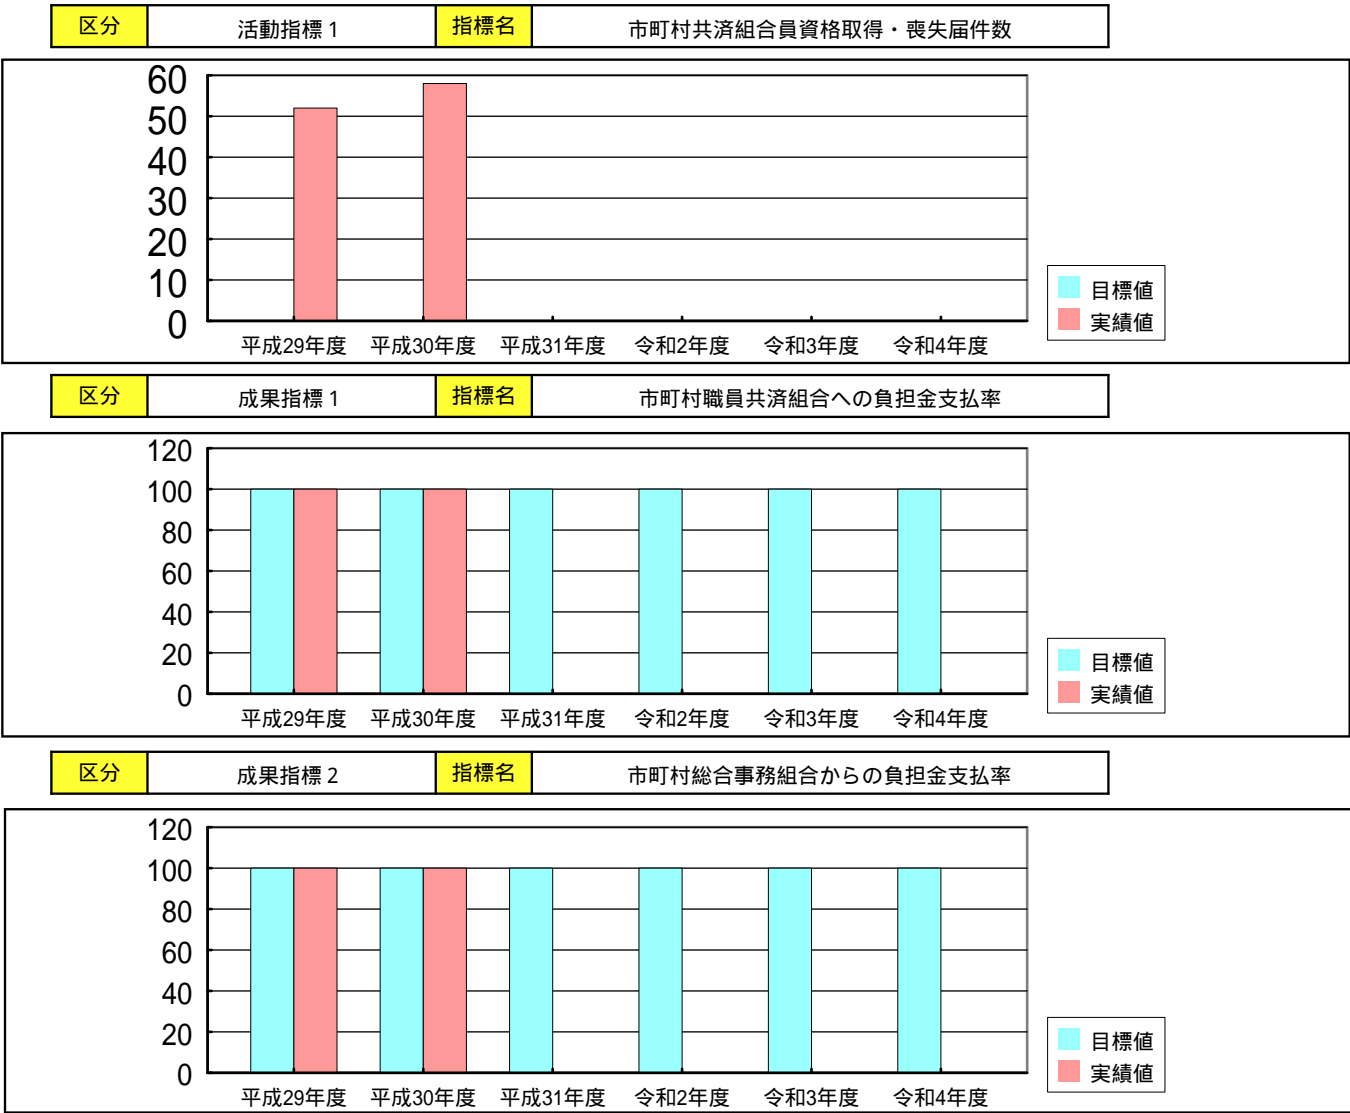 区分 活動指標1 指標名 市町村共済組合員資格取得・喪失届件数
60
50
40
30
20
10
0
平成29年度 平成30年度 平成31年度 令和2年度 令和3年度 令和4年度
目標値
実績値
区分 成果指標1 指標名 市町村職員共済組合への負担金支払率
120
100
80
60
40
20
0
平成29年度 平成30年度 平成31年度 令和2年度 令和3年度 令和4年度
目標値
実績値
区分 成果指標2 指標名 市町村総合事務組合からの負担金支払率
120
100
80
60
40
20
0
平成29年度 平成30年度 平成31年度 令和2年度 令和3年度 令和4年度
目標値
実績値